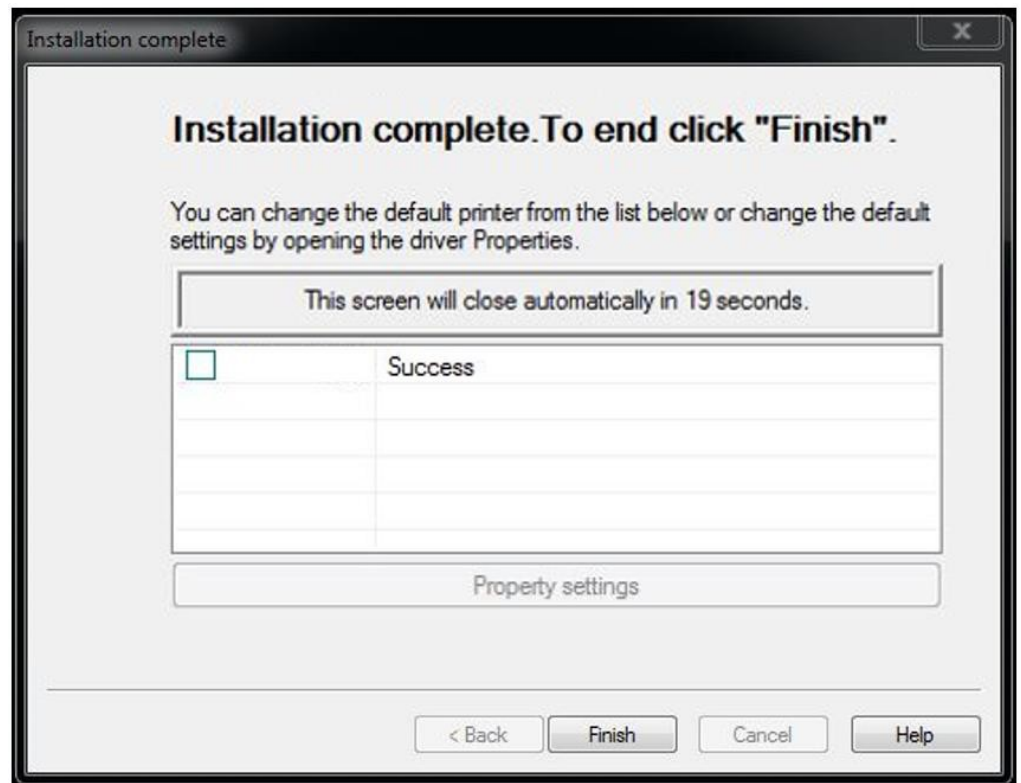 Installation complete
Installation complete.To end click "Finish".
You can change the default printer from the list below or change the default
settings by opening the driver Properties.
This screen will close automatically in 19 seconds.
Success
Property settings
< Back Finish Cancel Help